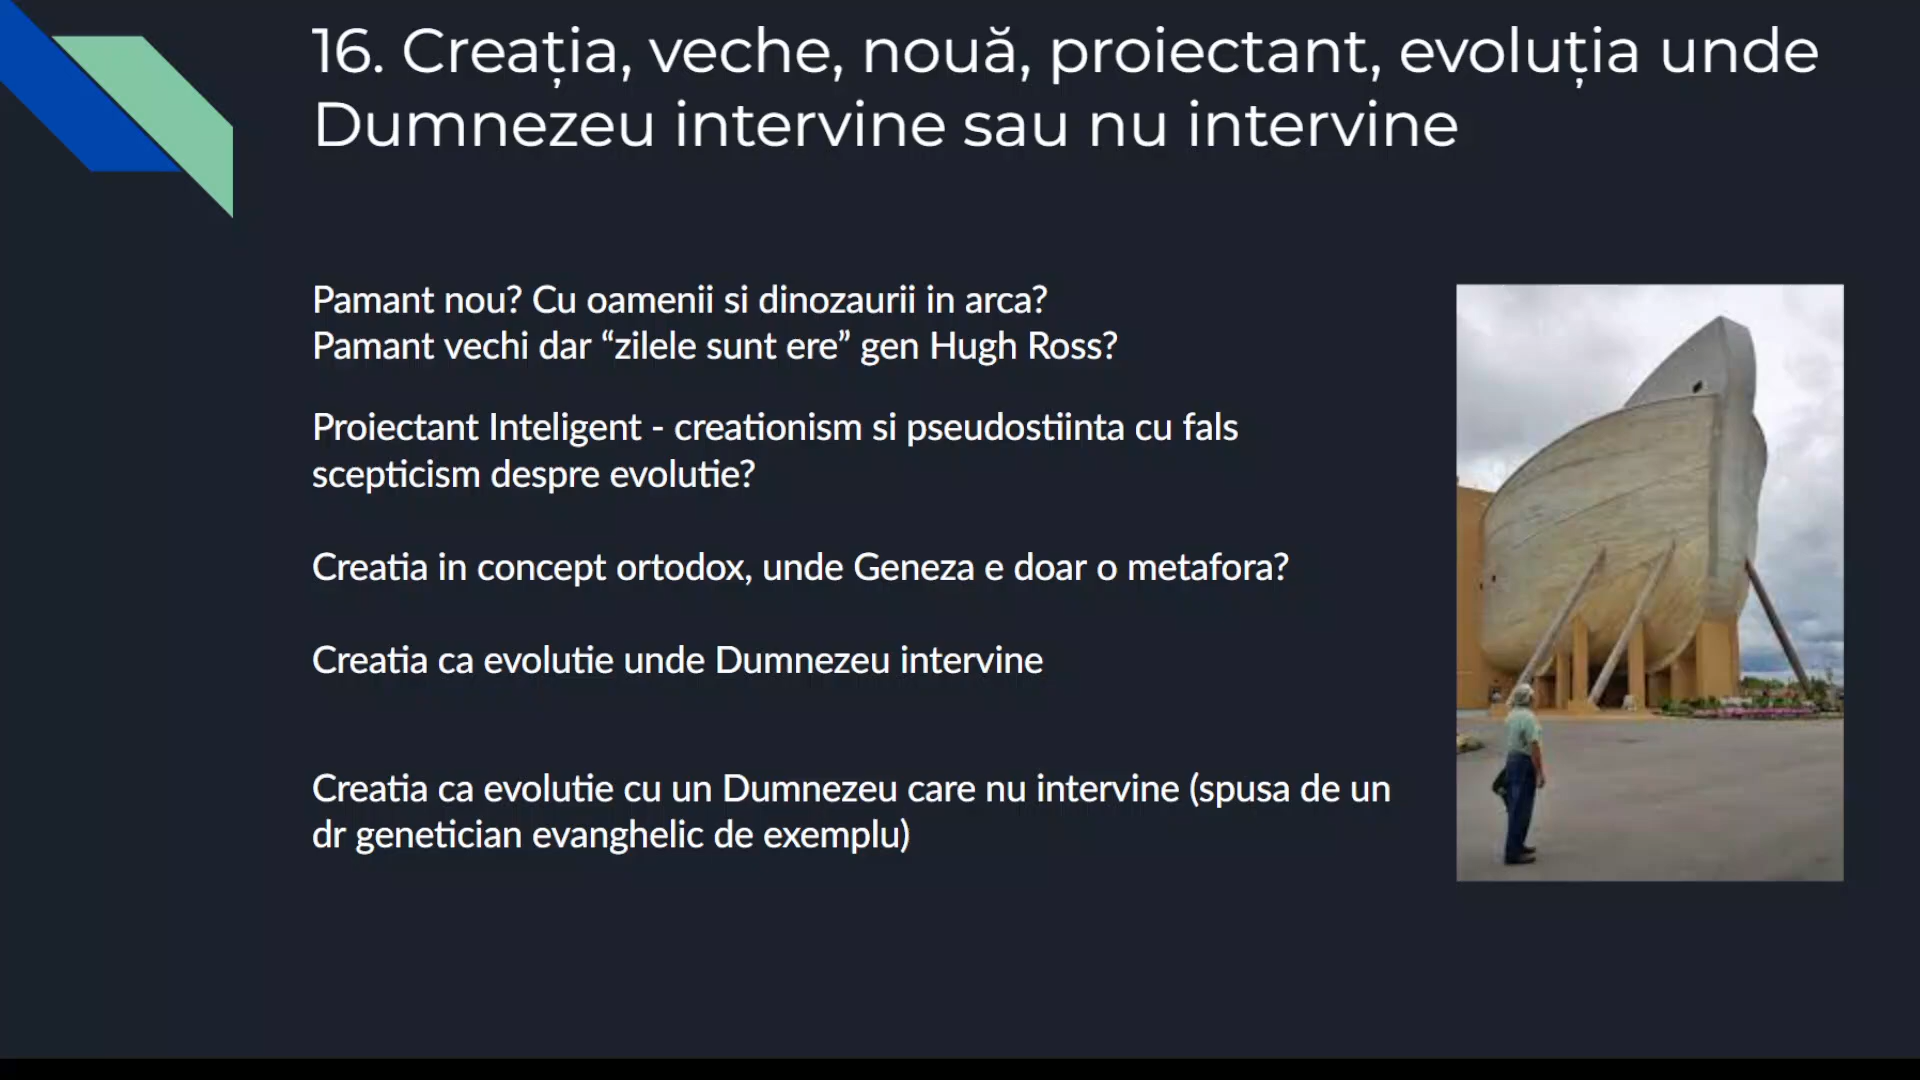 16. Creația, veche, nouă, proiectant, evoluția unde
Dumnezeu intervine sau nu intervine
Pamant nou? Cu oamenii si dinozaurii in arca?
Pamant vechi dar “zilele sunt ere” gen Hugh Ross?
Proiectant Inteligent - creationism si pseudostiinta cu fals
scepticism despre evolutie?
Creatia in concept ortodox, unde Geneza e doar o metafora?
Creatia ca evolutie unde Dumnezeu intervine
Creatia ca evolutie cu un Dumnezeu care nu intervine (spusa de un
dr genetician evanghelic de exemplu)